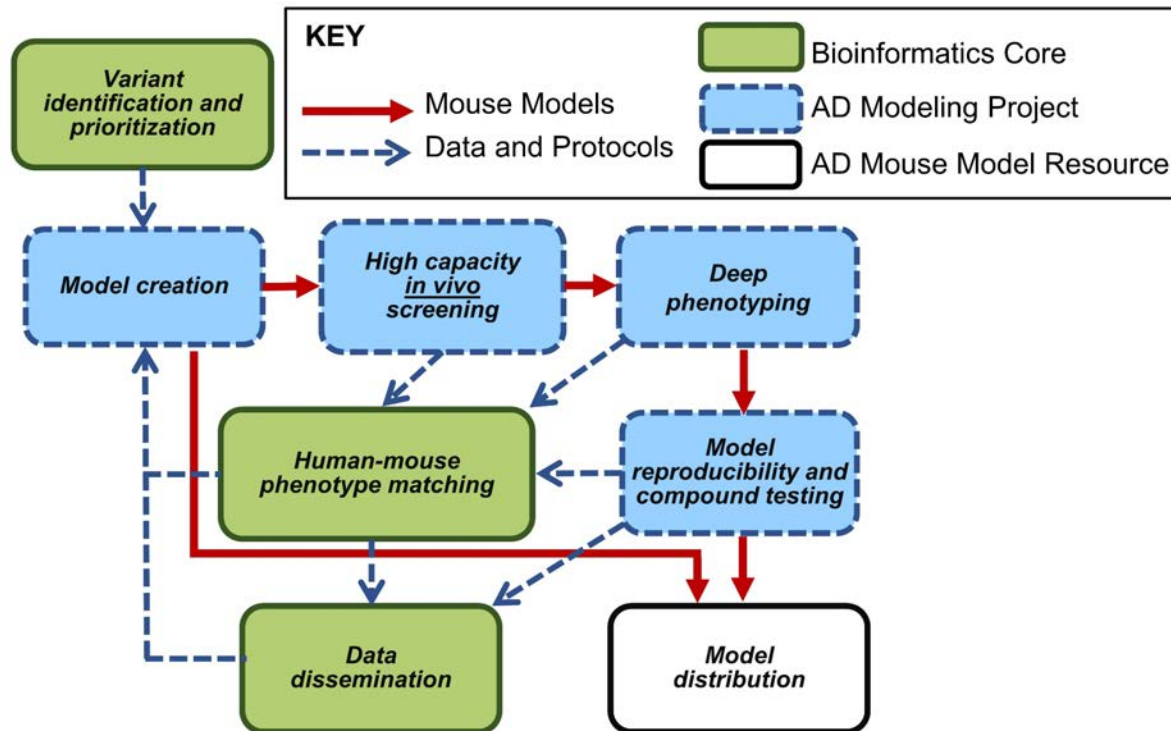 KEY
Mouse Models
Data and Protocols
Bioinformatics Core
AD Modeling Project
AD Mouse Model Resource
Variant
identification and
prioritization
Model creation
High capacity
in vivo
screening
Deep
phenotyping
Human-mouse
phenotype matching
Model
reproducibility and
compound testing
Data
dissemination
Model
distribution